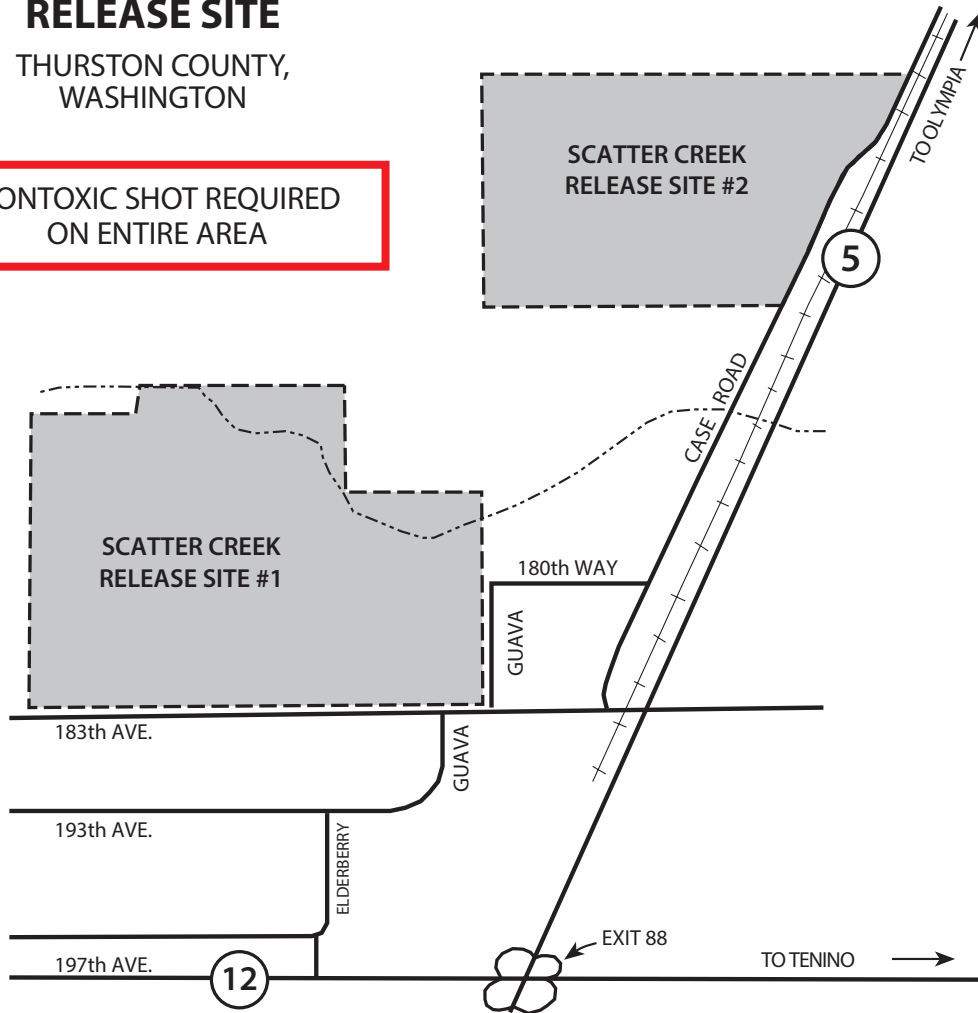 RELEASE SITE
THURSTON COUNTY,
WASHINGTON
ONTOXIC SHOT REQUIRED
ON ENTIRE AREA
SCATTER CREEK
RELEASE SITE #2
TO OLYMPIA
5
CASE ROAD
SCATTER CREEK
RELEASE SITE #1
180th WAY
GUAVA
183th AVE.
GUAVA
193th AVE.
ELDERBERRY
EXIT 88
197th AVE.
12
TO TENINO